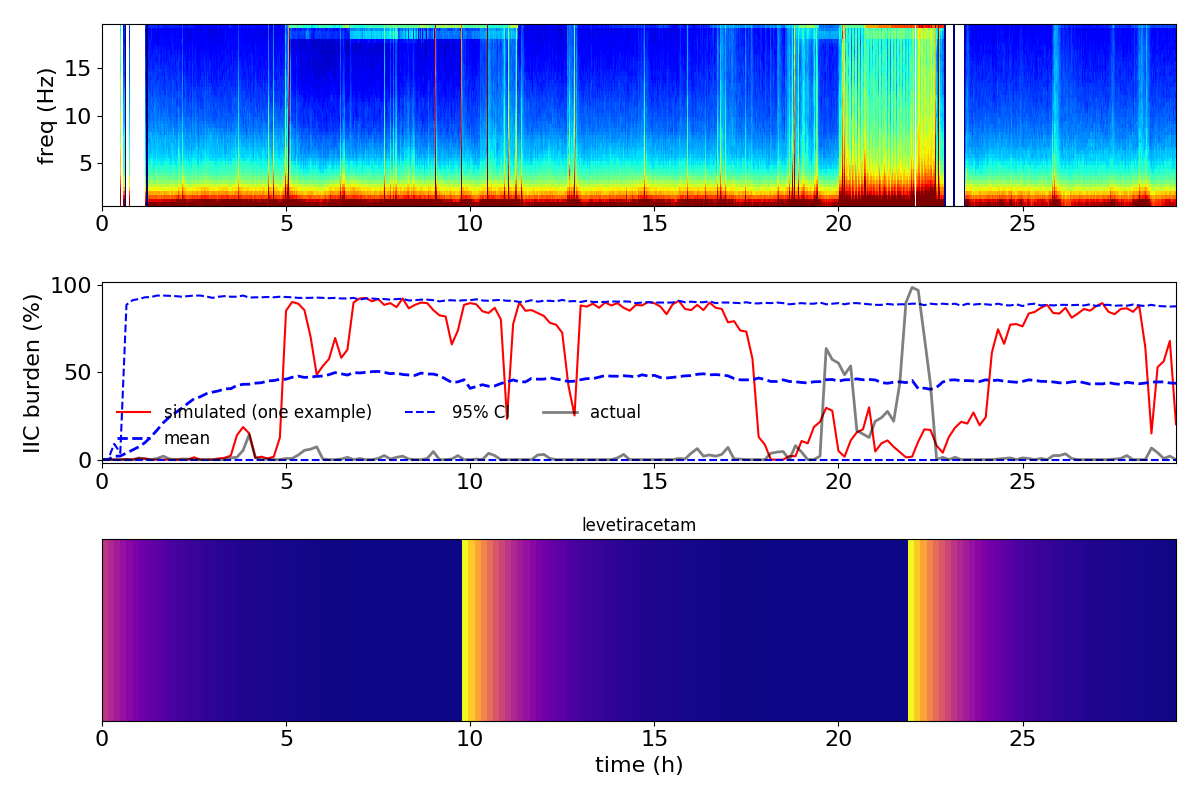 freq (Hz)
15
10
5
0 5 10 15 20 25
IIC burden (%)
100
50
0
simulated (one example) 95% CI actual
mean
0 5 10 15 20 25
levetiracetam
0 5 10 15 20 25
time (h)